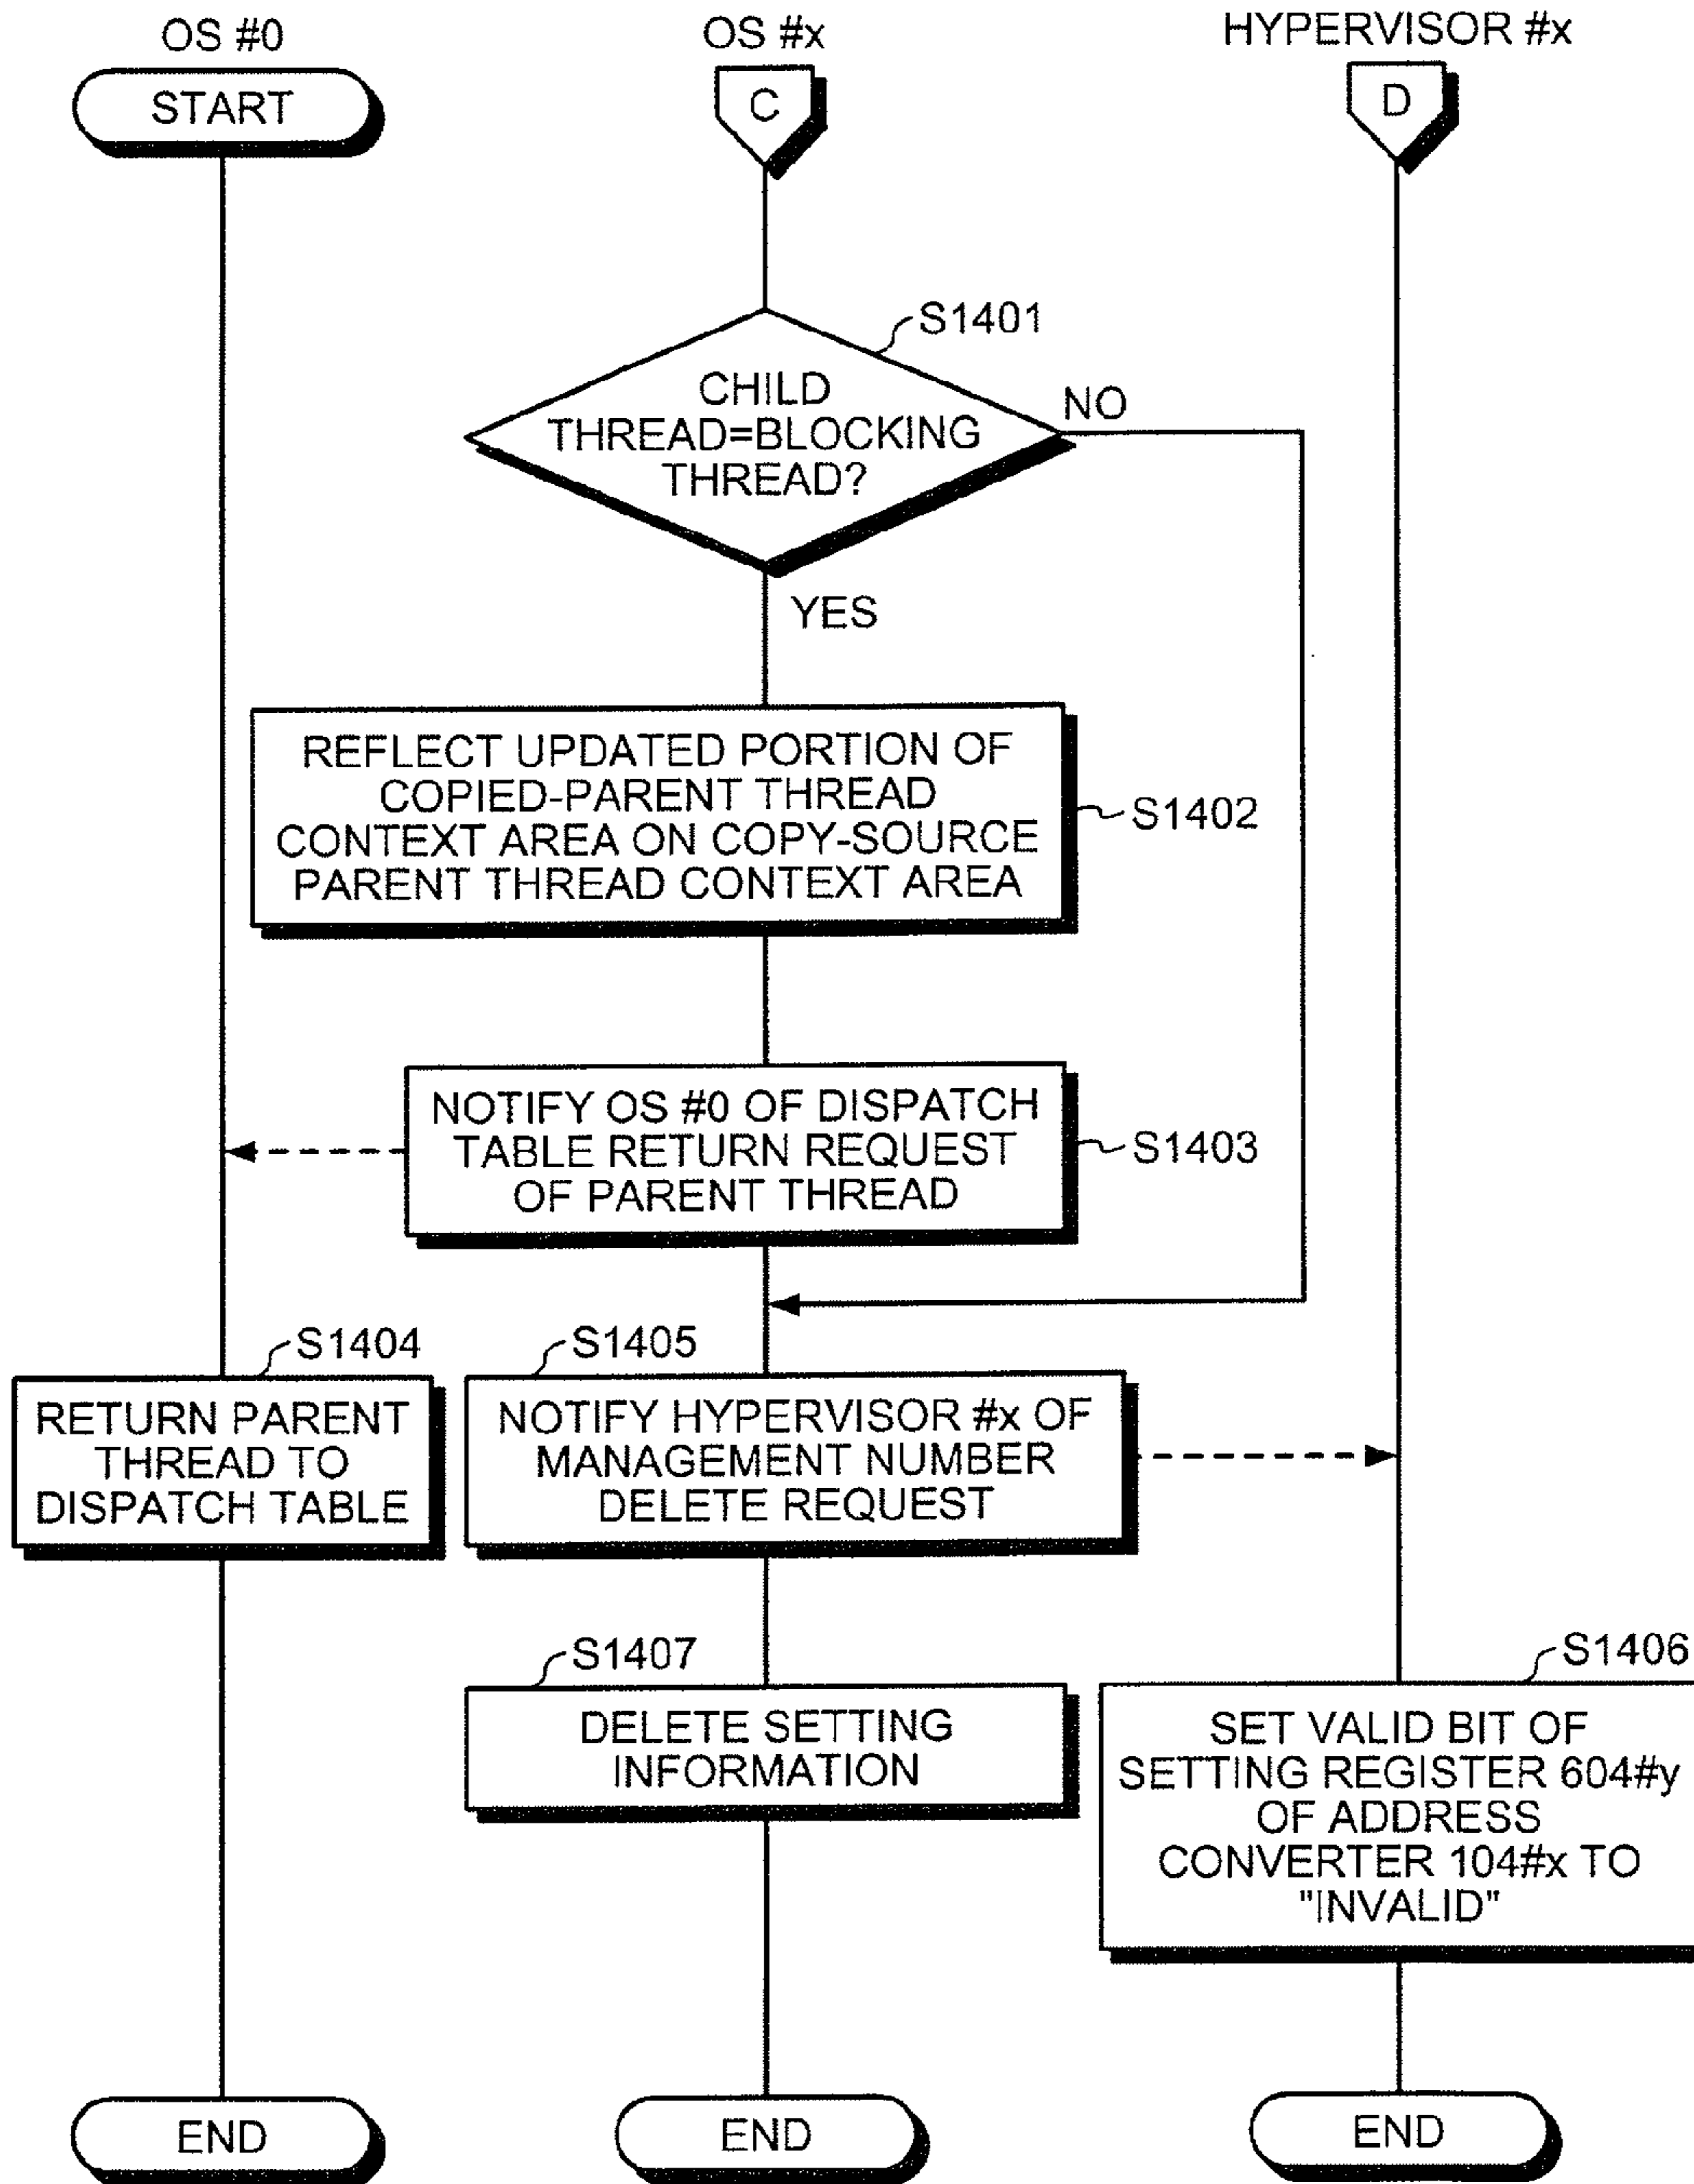 OS #0
OS #x
HYPERVISOR #x
START
C
D
S1401
CHILD
THREAD=BLOCKING
THREAD?
NO
YES
REFLECT UPDATED PORTION OF
COPIED-PARENT THREAD
CONTEXT AREA ON COPY-SOURCE
PARENT THREAD CONTEXT AREA
S1402
NOTIFY OS #0 OF DISPATCH
TABLE RETURN REQUEST
OF PARENT THREAD
S1403
S1404
RETURN PARENT
THREAD TO
DISPATCH TABLE
S1405
NOTIFY HYPERVISOR #x OF
MANAGEMENT NUMBER
DELETE REQUEST
S1407
DELETE SETTING
INFORMATION
S1406
SET VALID BIT OF
SETTING REGISTER 604#y
OF ADDRESS
CONVERTER 104#x TO
"INVALID"
END
END
END